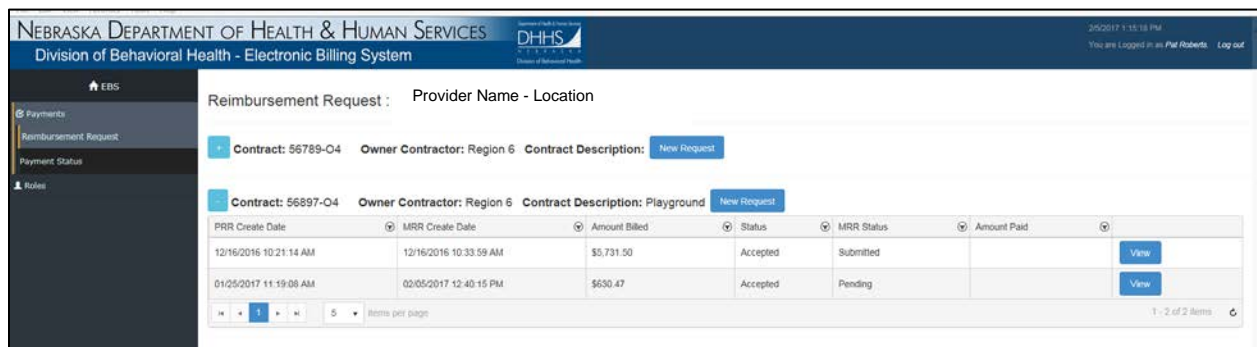 NEBRASKA DEPARTMENT OF HEALTH & HUMAN SERVICES
Division of Behavioral Health - Electronic Billing System
DHHS
NEBRASKA
Division of Behavioral Health
2/5/2017 1:15:18 PM
You are Logged in as Pat Roberts Log out
EBS
Payments
Reimbursement Request
Payment Status
Roles
Reimbursement Request : Provider Name - Location
+ Contract: 56789-O4 Owner Contractor: Region 6 Contract Description: New Request
- Contract: 56897-O4 Owner Contractor: Region 6 Contract Description: Playground New Request
PRR Create Date MRR Create Date Amount Billed Status MRR Status Amount Paid
12/16/2016 10:21:14 AM 12/16/2016 10:33:59 AM $5,731.50 Accepted Submitted View
01/25/2017 11:19:08 AM 02/05/2017 12:40:15 PM $630.47 Accepted Pending View
1 5 items per page 1 - 2 of 2 items